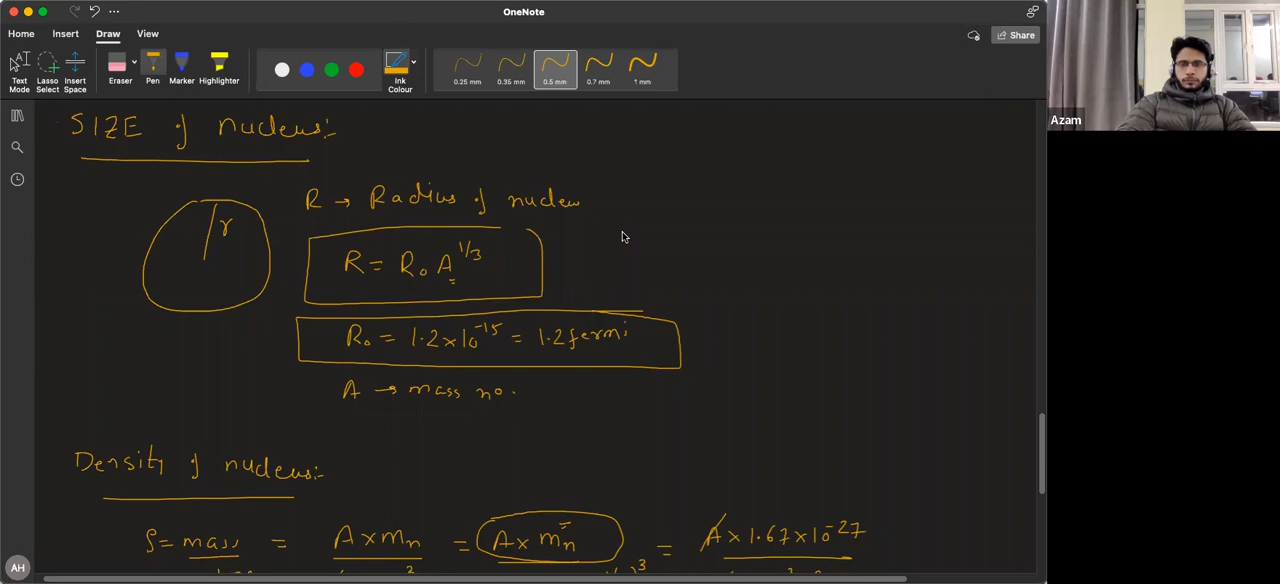 OneNote
Home Insert Draw View Share
Text Mode Lasso Select Insert Space Eraser Pen Marker Highlighter Ink Colour 0.25 mm 0.35 mm 0.5 mm 0.7 mm 1 mm
Azam
SIZE of nucleus:-
r
R → Radius of nucleu
R = R₀ A^1/3
R₀ = 1.2×10^-15 = 1.2 fermi
A → mass no.
Density of nucleus:-
ρ = mass = A×mₙ = A×mₙ = A×1.67×10^-27
AH